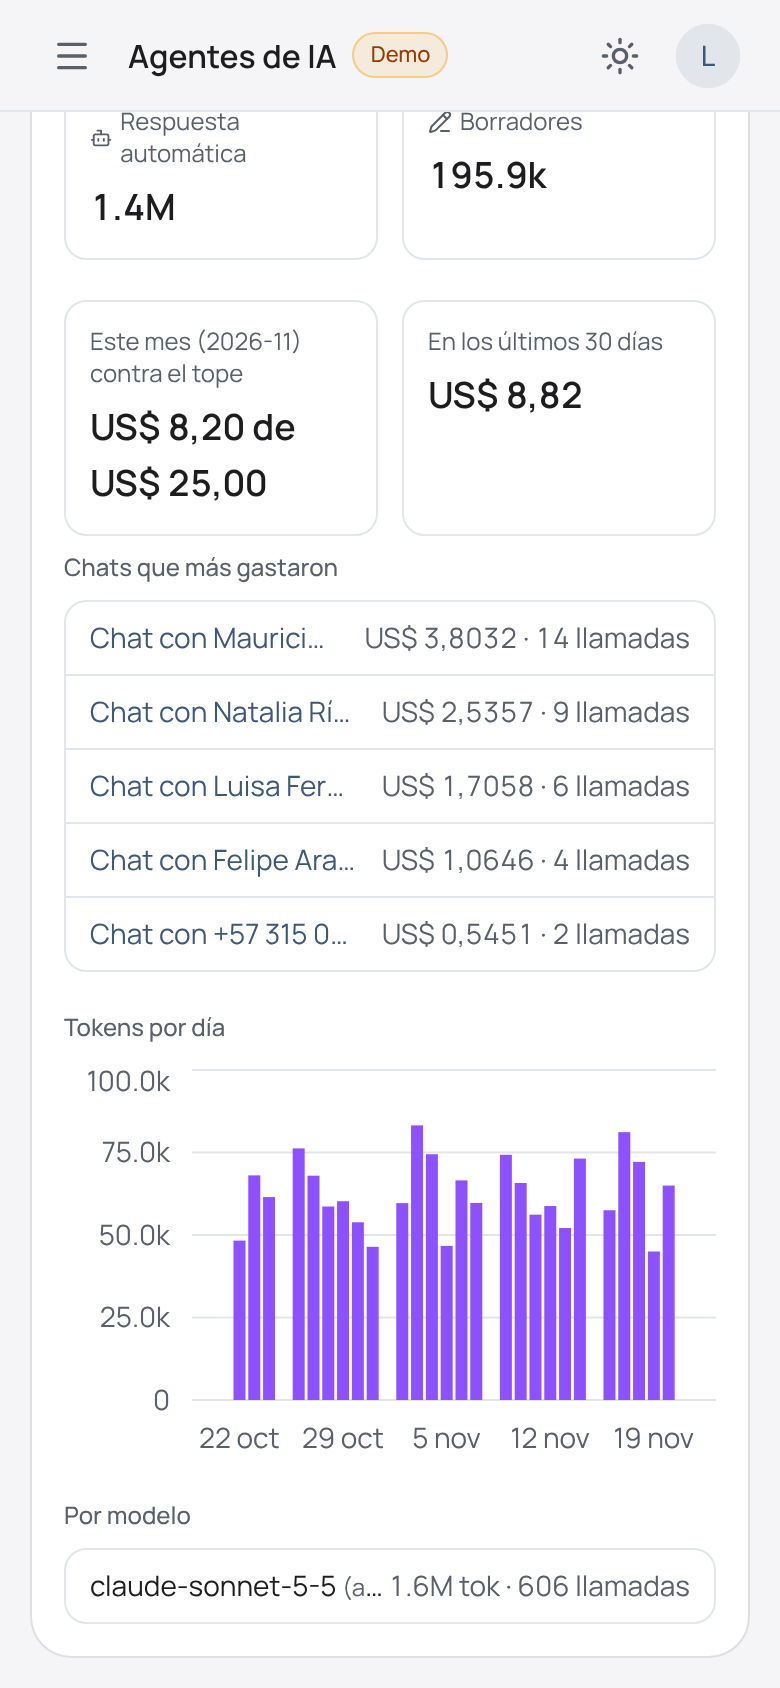 Agentes de IA
Demo
L
Respuesta
automática
1.4M
Borradores
195.9k
Este mes (2026-11)
contra el tope
US$ 8,20 de
US$ 25,00
En los últimos 30 días
US$ 8,82
Chats que más gastaron
Chat con Maurici... US$ 3,8032 · 14 llamadas
Chat con Natalia Rí... US$ 2,5357 · 9 llamadas
Chat con Luisa Fer... US$ 1,7058 · 6 llamadas
Chat con Felipe Ara... US$ 1,0646 · 4 llamadas
Chat con +57 315 0... US$ 0,5451 · 2 llamadas
Tokens por día
100.0k
75.0k
50.0k
25.0k
0
22 oct 29 oct 5 nov 12 nov 19 nov
Por modelo
claude-sonnet-5-5 (a... 1.6M tok · 606 llamadas